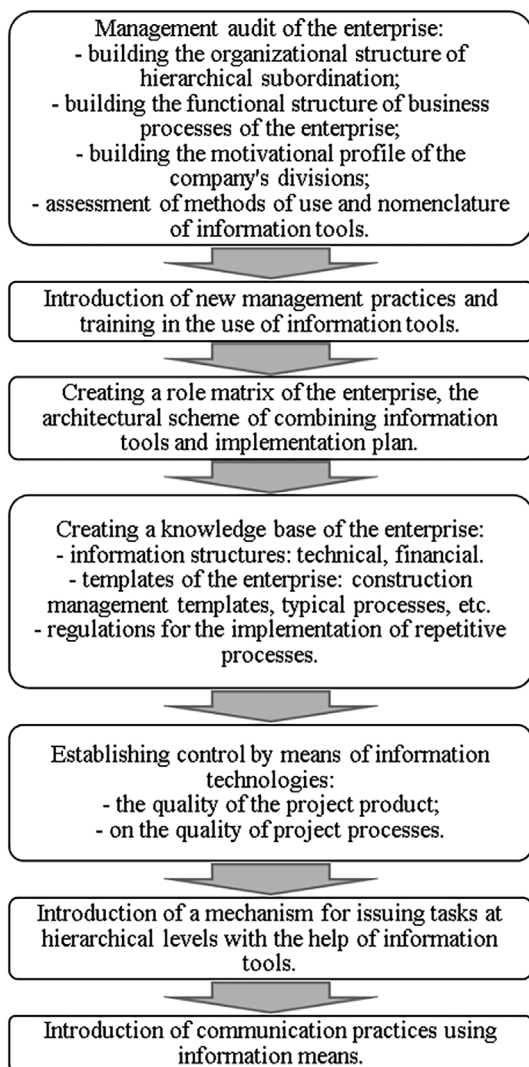 Management audit of the enterprise:
- building the organizational structure of
hierarchical subordination;
- building the functional structure of business
processes of the enterprise;
- building the motivational profile of the
company's divisions;
- assessment of methods of use and nomenclature
of information tools.
Introduction of new management practices and
training in the use of information tools.
Creating a role matrix of the enterprise, the
architectural scheme of combining information
tools and implementation plan.
Creating a knowledge base of the enterprise:
- information structures: technical, financial.
- templates of the enterprise: construction
management templates, typical processes, etc.
- regulations for the implementation of repetitive
processes.
Establishing control by means of information
technologies:
- the quality of the project product;
- on the quality of project processes.
Introduction of a mechanism for issuing tasks at
hierarchical levels with the help of information
tools.
Introduction of communication practices using
information means.